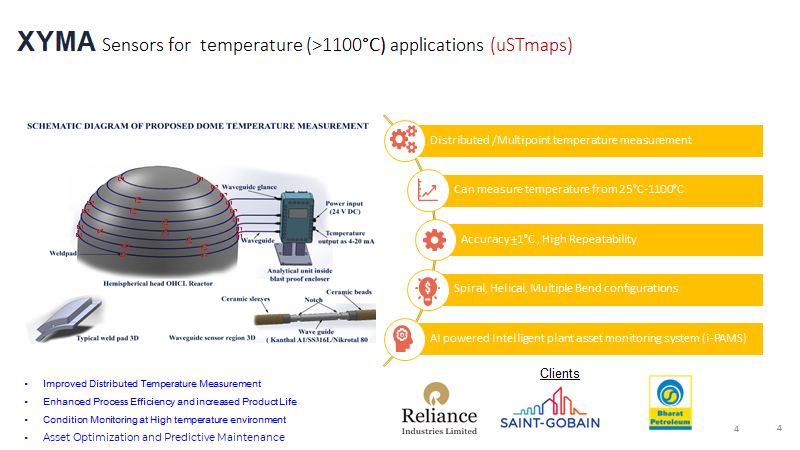 XYMA Sensors for temperature (>1100°C) applications (uSTmaps)
SCHEMATIC DIAGRAM OF PROPOSED DOME TEMPERATURE MEASUREMENT
Waveguide glance
Power input
(24 V DC)
Temperature
output as 4-20 mA
Waveguide
Weldpad
Analytical unit inside
blast proof encloser
Hemispherical head OHCL Reactor
Ceramic beads
Ceramic sleeves
Notch
Wave guide
( Kanthal A1/SS316L/Nikrotal 80
Typical weld pad 3D
Waveguide sensor region 3D
Distributed /Multipoint temperature measurement
Can measure temperature from 25°C-1100°C
Accuracy ±1°C , High Repeatability
Spiral, Helical, Multiple Bend configurations
AI powered Intelligent plant asset monitoring system (i-PAMS)
• Improved Distributed Temperature Measurement
• Enhanced Process Efficiency and increased Product Life
• Condition Monitoring at High temperature environment
• Asset Optimization and Predictive Maintenance
Clients
Reliance
Industries Limited
SAINT-GOBAIN
Bharat
Petroleum
4
4